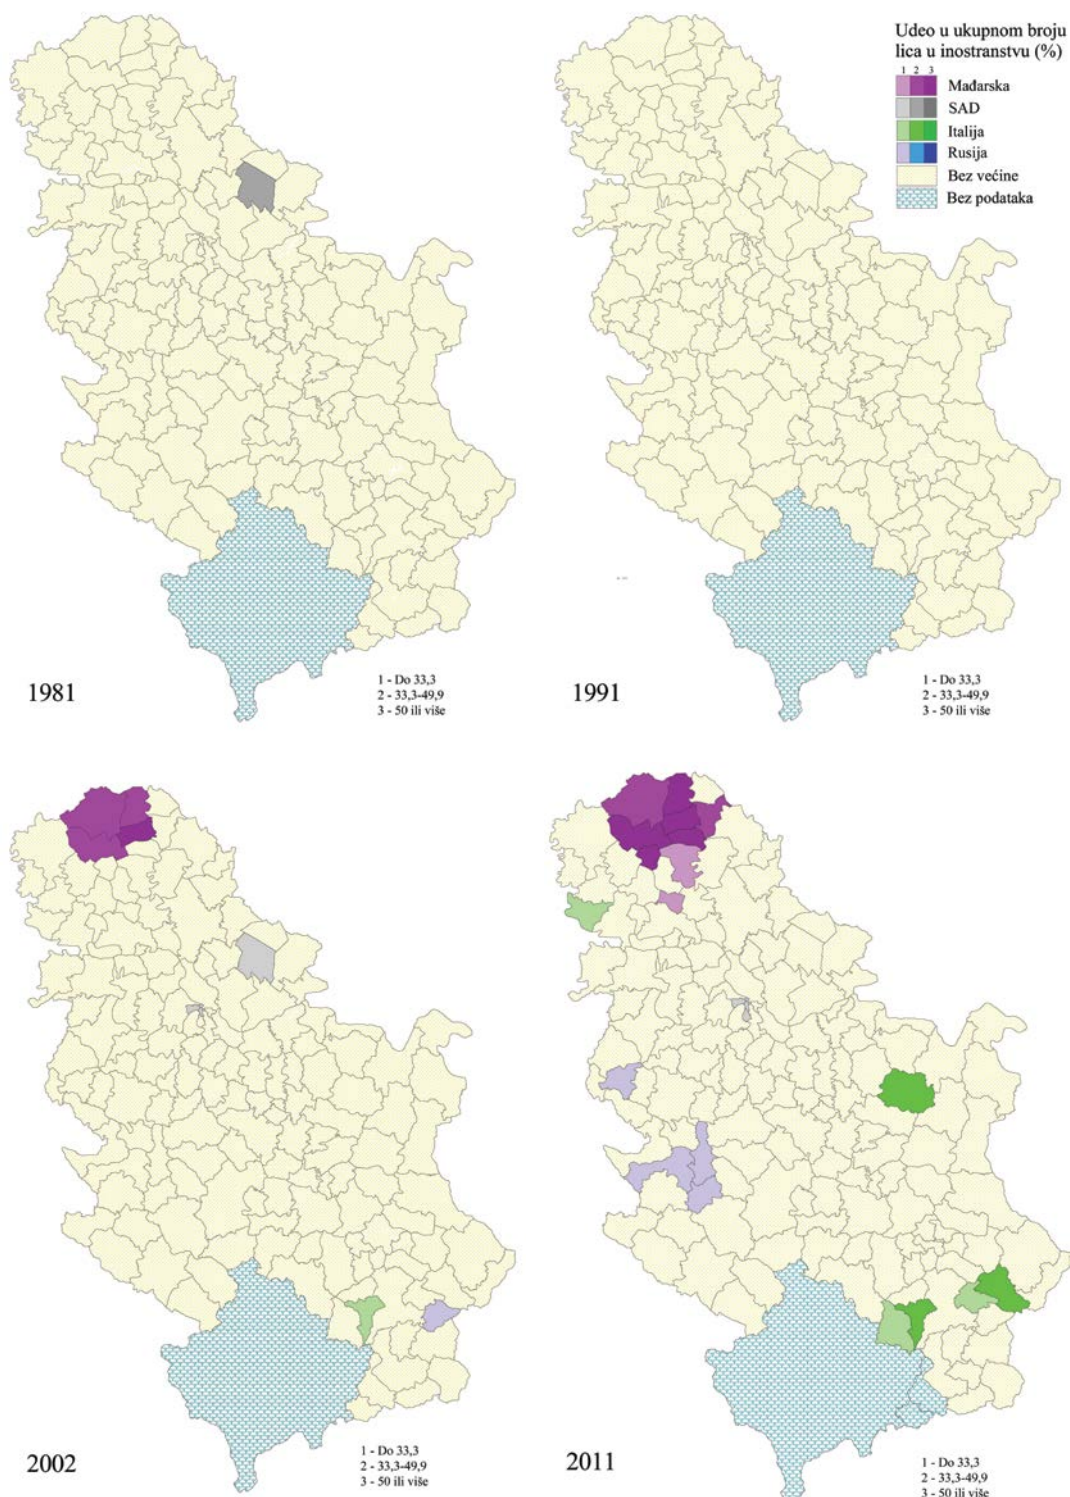 Udeo u ukupnom broju
lica u inostranstvu (%)
1 2 3
Mađarska
SAD
Italija
Rusija
Bez većine
Bez podataka
1981
1 - Do 33,3
2 - 33,3-49,9
3 - 50 ili više
1991
1 - Do 33,3
2 - 33,3-49,9
3 - 50 ili više
2002
1 - Do 33,3
2 - 33,3-49,9
3 - 50 ili više
2011
1 - Do 33,3
2 - 33,3-49,9
3 - 50 ili više